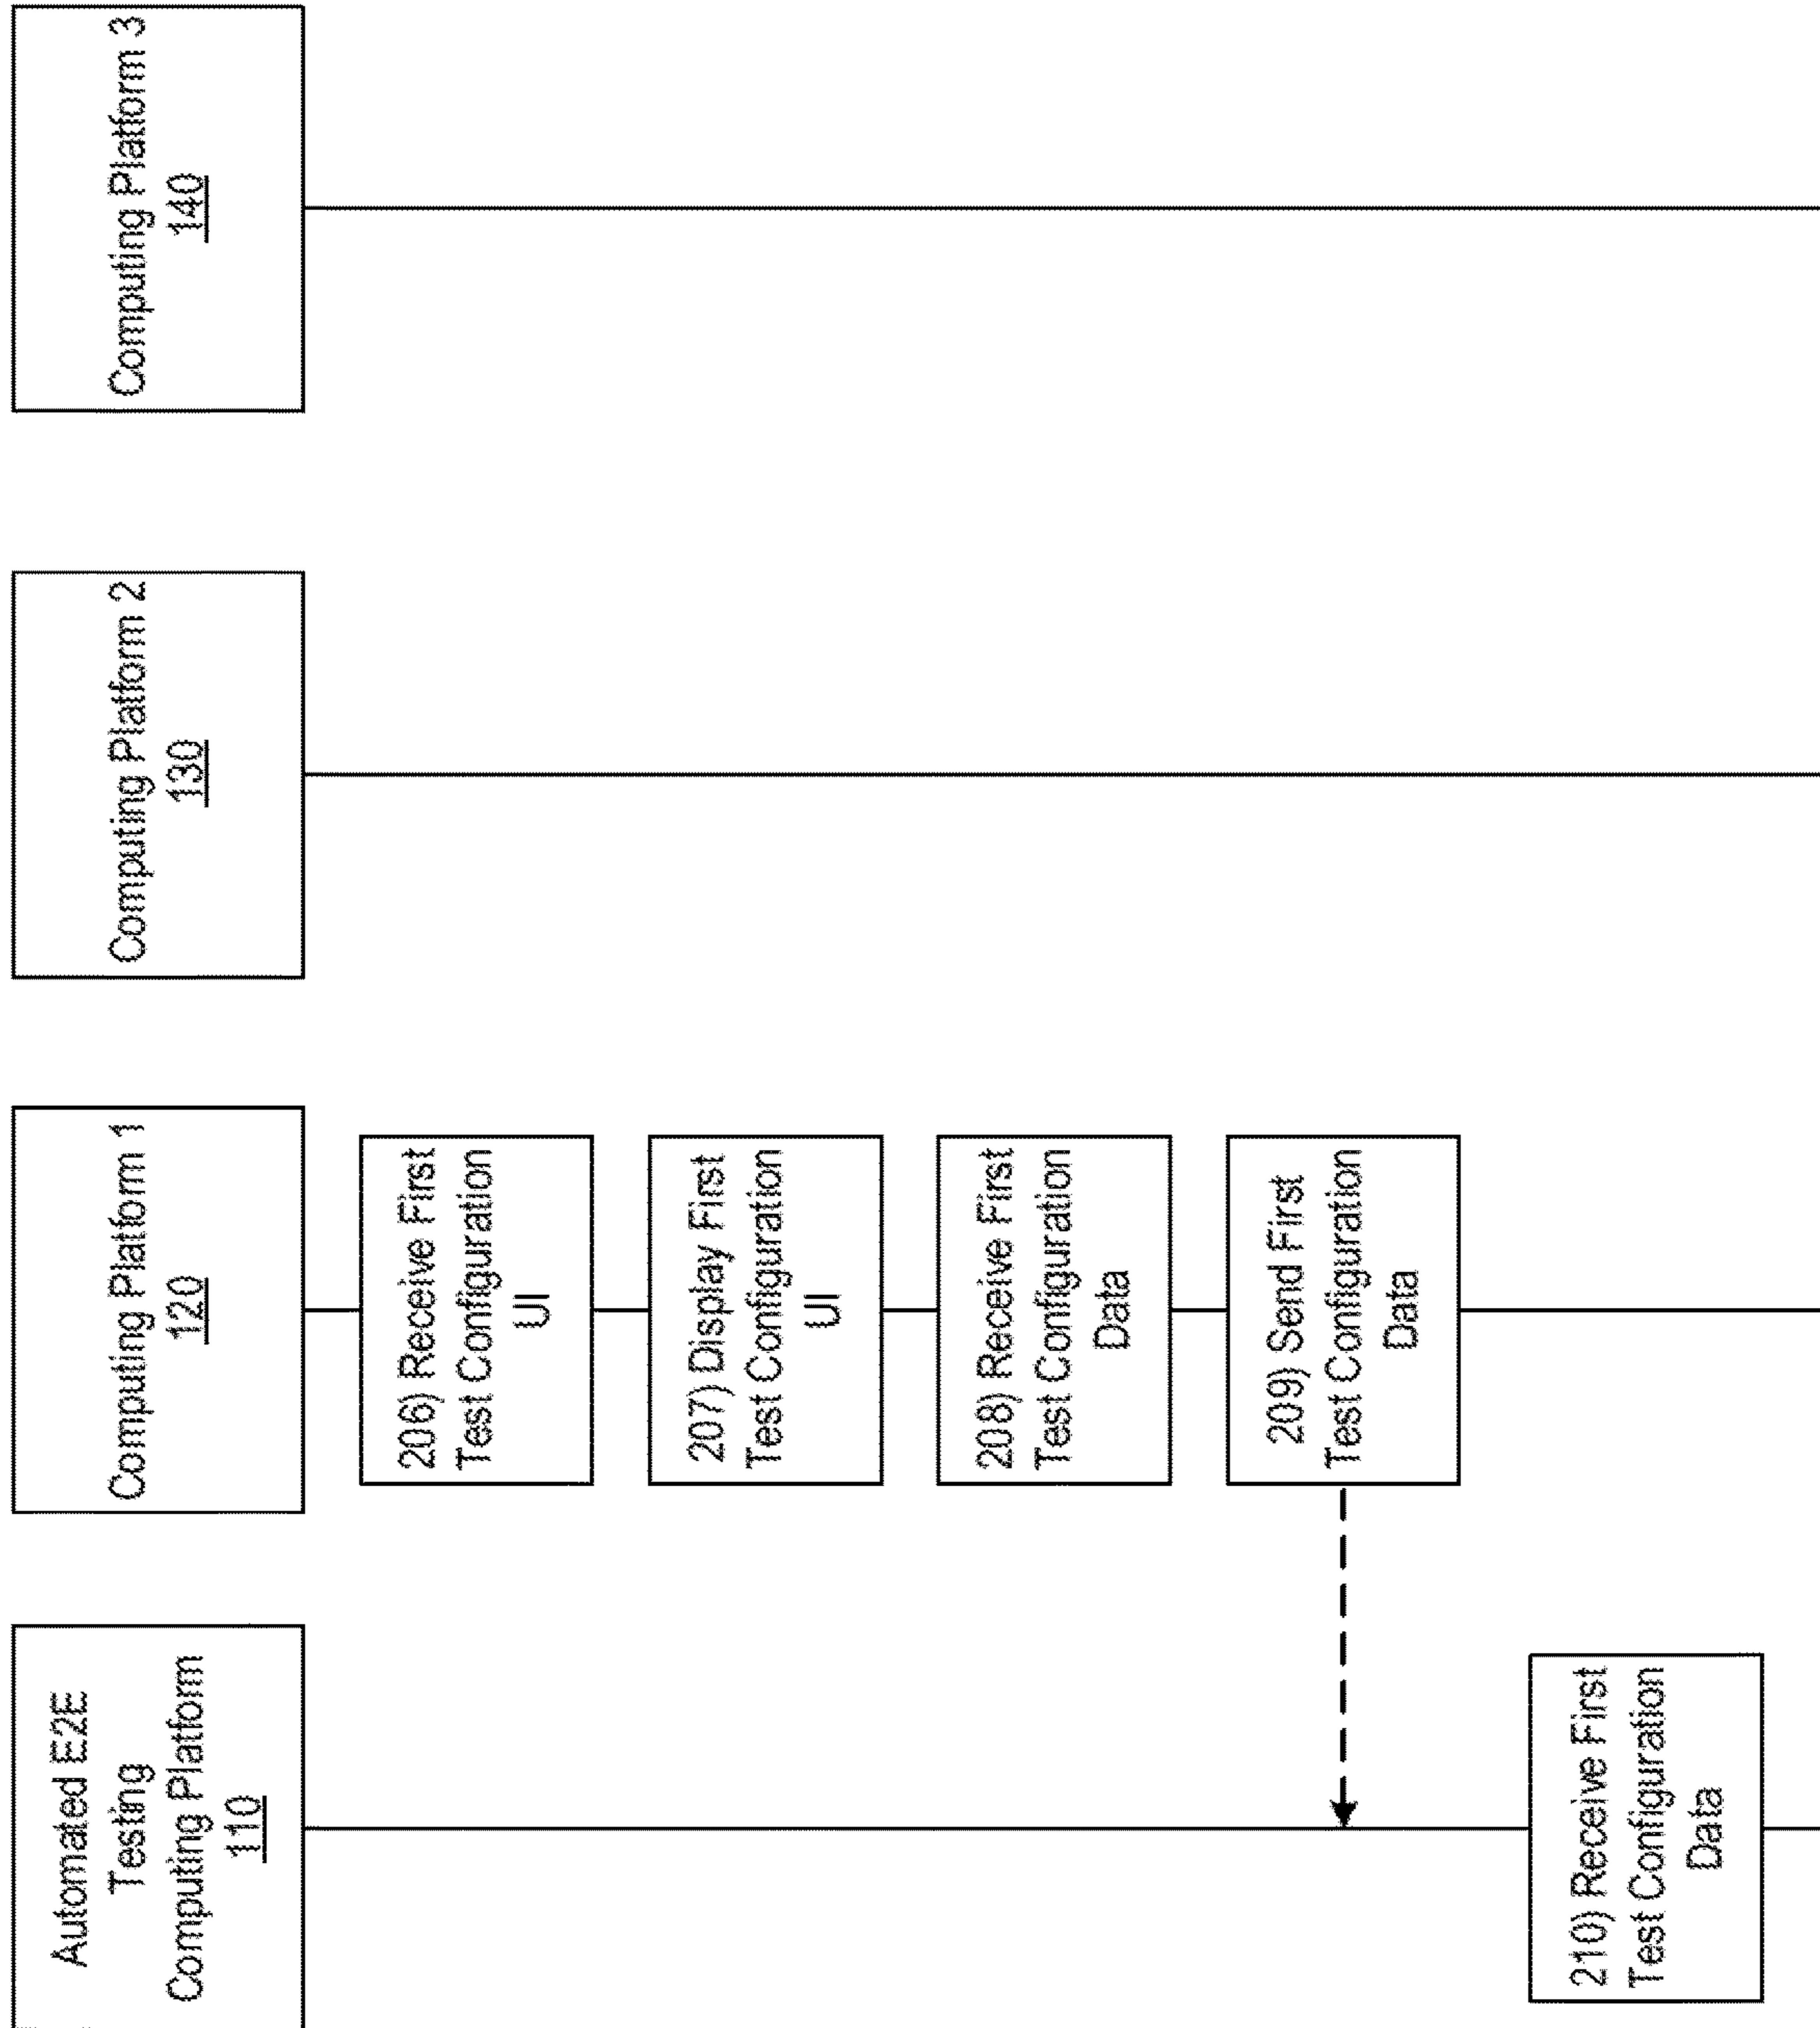 Automated E2E
Testing
Computing Platform
110
Computing Platform 1
120
Computing Platform 2
130
Computing Platform 3
140
206) Receive First
Test Configuration
UI
207) Display First
Test Configuration
UI
208) Receive First
Test Configuration
Data
209) Send First
Test Configuration
Data
210) Receive First
Test Configuration
Data